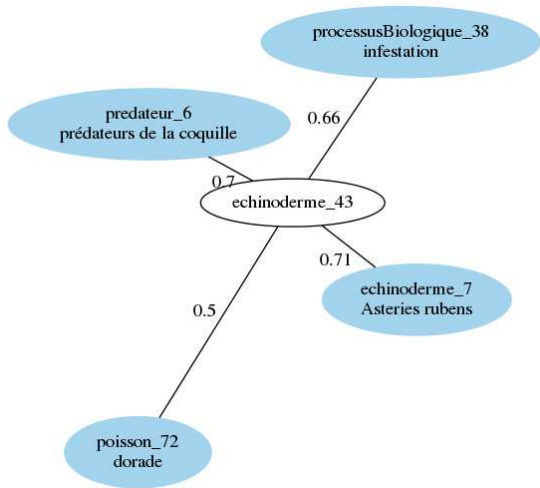 processusBiologique_38
infestation
predateur_6
prédateurs de la coquille
0.66
0.7
echinoderme_43
0.71
echinoderme_7
Asteries rubens
0.5
poisson_72
dorade